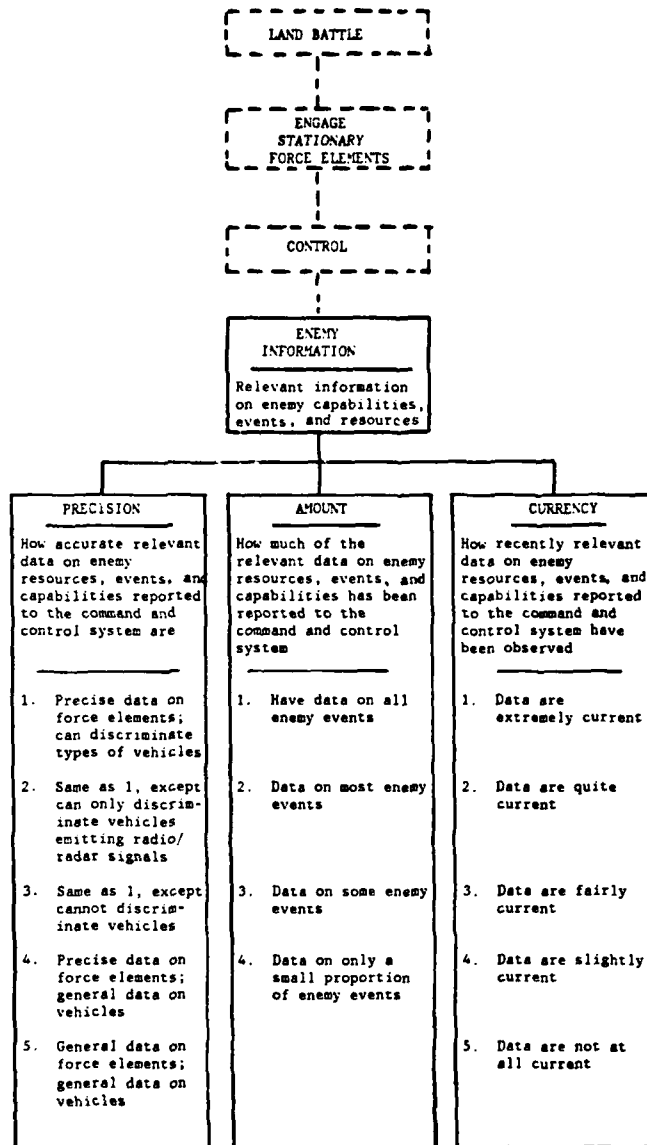 LAND BATTLE
ENGAGE
STATIONARY
FORCE ELEMENTS
CONTROL
ENEMY
INFORMATION
Relevant information
on enemy capabilities,
events, and resources
PRECISION
How accurate relevant
data on enemy
resources, events, and
capabilities reported
to the command and
control system are
1. Precise data on
force elements;
can discriminate
types of vehicles
2. Same as 1, except
can only discrim-
inate vehicles
emitting radio/
radar signals
3. Same as 1, except
cannot discrim-
inate vehicles
4. Precise data on
force elements;
general data on
vehicles
5. General data on
force elements;
general data on
vehicles
AMOUNT
How much of the
relevant data on enemy
resources, events, and
capabilities has been
reported to the
command and control
system
1. Have data on all
enemy events
2. Data on most enemy
events
3. Data on some enemy
events
4. Data on only a
small proportion
of enemy events
CURRENCY
How recently relevant
data on enemy
resources, events, and
capabilities reported
to the command and
control system have
been observed
1. Data are
extremely current
2. Data are quite
current
3. Data are fairly
current
4. Data are slightly
current
5. Data are not at
all current